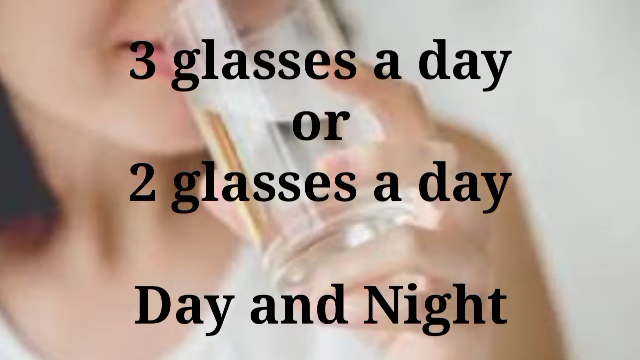 3 glasses a day
or
2 glasses a day
Day and Night